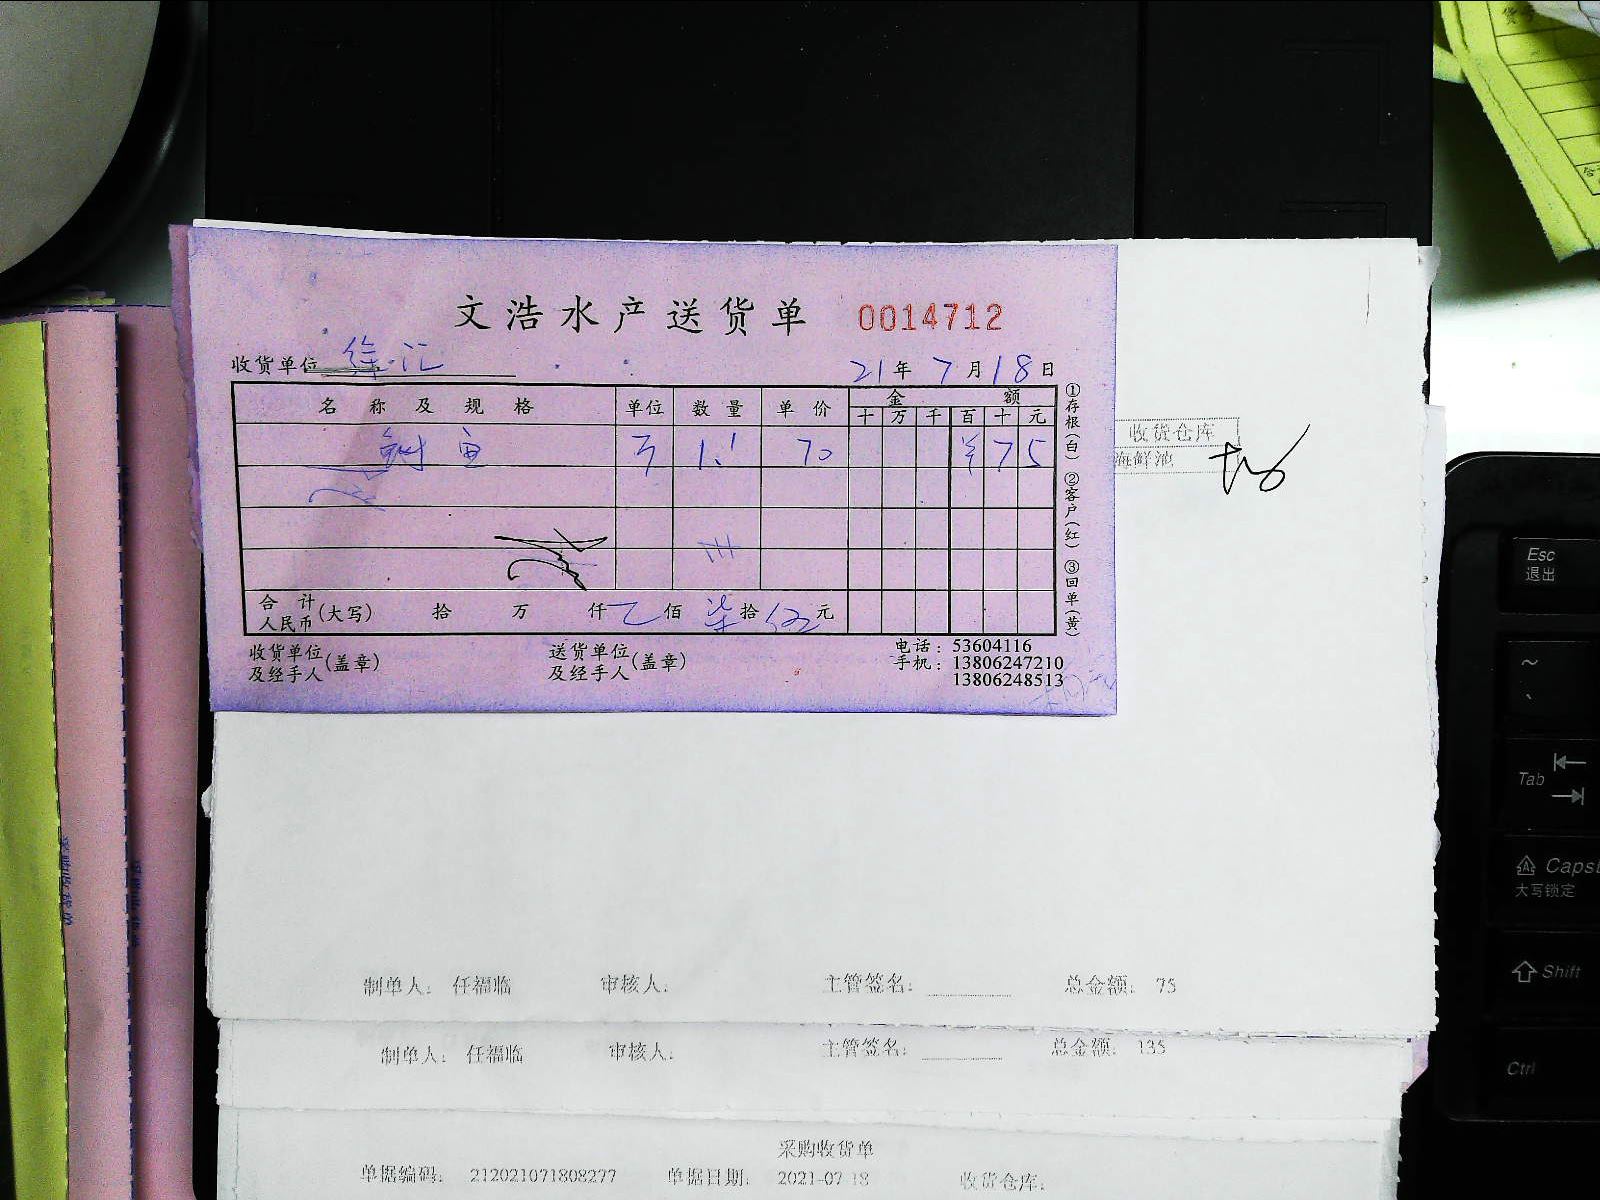 文浩水产送货单 0014712
收货单位 徐汇 21年7月18日
名称及规格 单位 数量 单价 金额
十 万 千 百 十 元
鱼 1.1 70 ¥75
合计人民币(大写) 拾 万 仟 乙佰 柒拾 伍元
①存根(白) ②客户(红) ③回单(黄)
收货单位及经手人(盖章) 送货单位及经手人(盖章)
电话：53604116
手机：13806247210
13806248513
收货仓库
海鲜池
制单人： 任福临 审核人： 主管签名： 总金额： 75
制单人： 任福临 审核人： 主管签名： 总金额： 135
采购收货单
单据编码： 212021071808277 单据日期： 2021-07-18 收货仓库：
Esc
退出
~
Tab
Caps
大写锁定
Shift
Ctrl